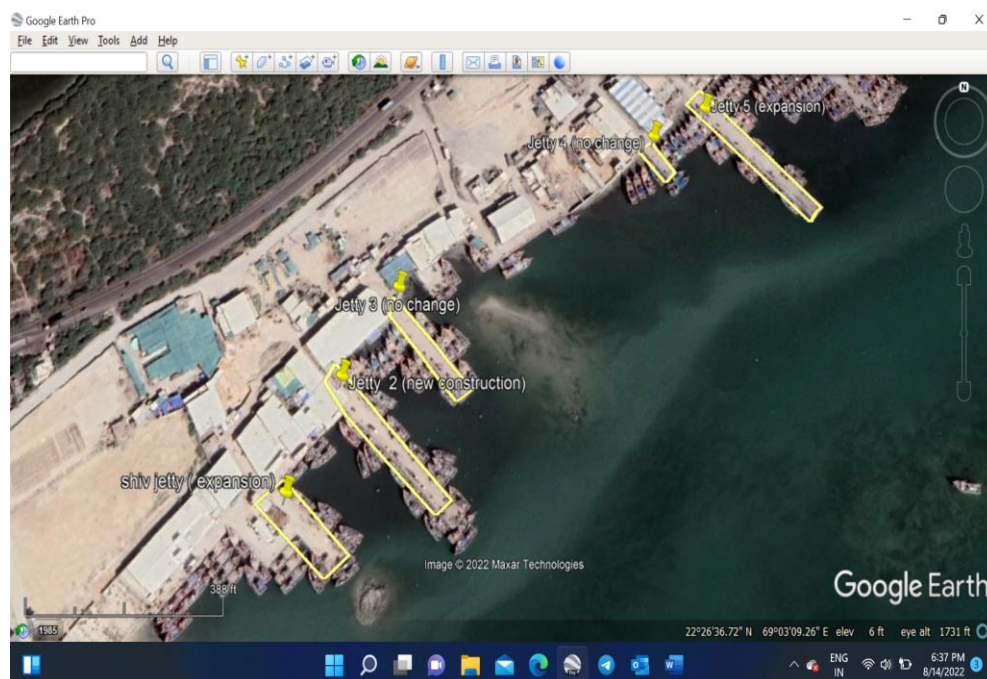 Google Earth Pro
File Edit View Tools Add Help
N
Jetty 5 (expansion)
Jetty 4 (no change)
Jetty 3 (no change)
Jetty 2 (new construction)
shiv jetty ( expansion)
Image © 2022 Maxar Technologies
388 ft
Google Earth
1985
22°26'36.72" N 69°03'09.26" E elev 6 ft eye alt 1731 ft
ENG
IN
6:37 PM
8/14/2022
3